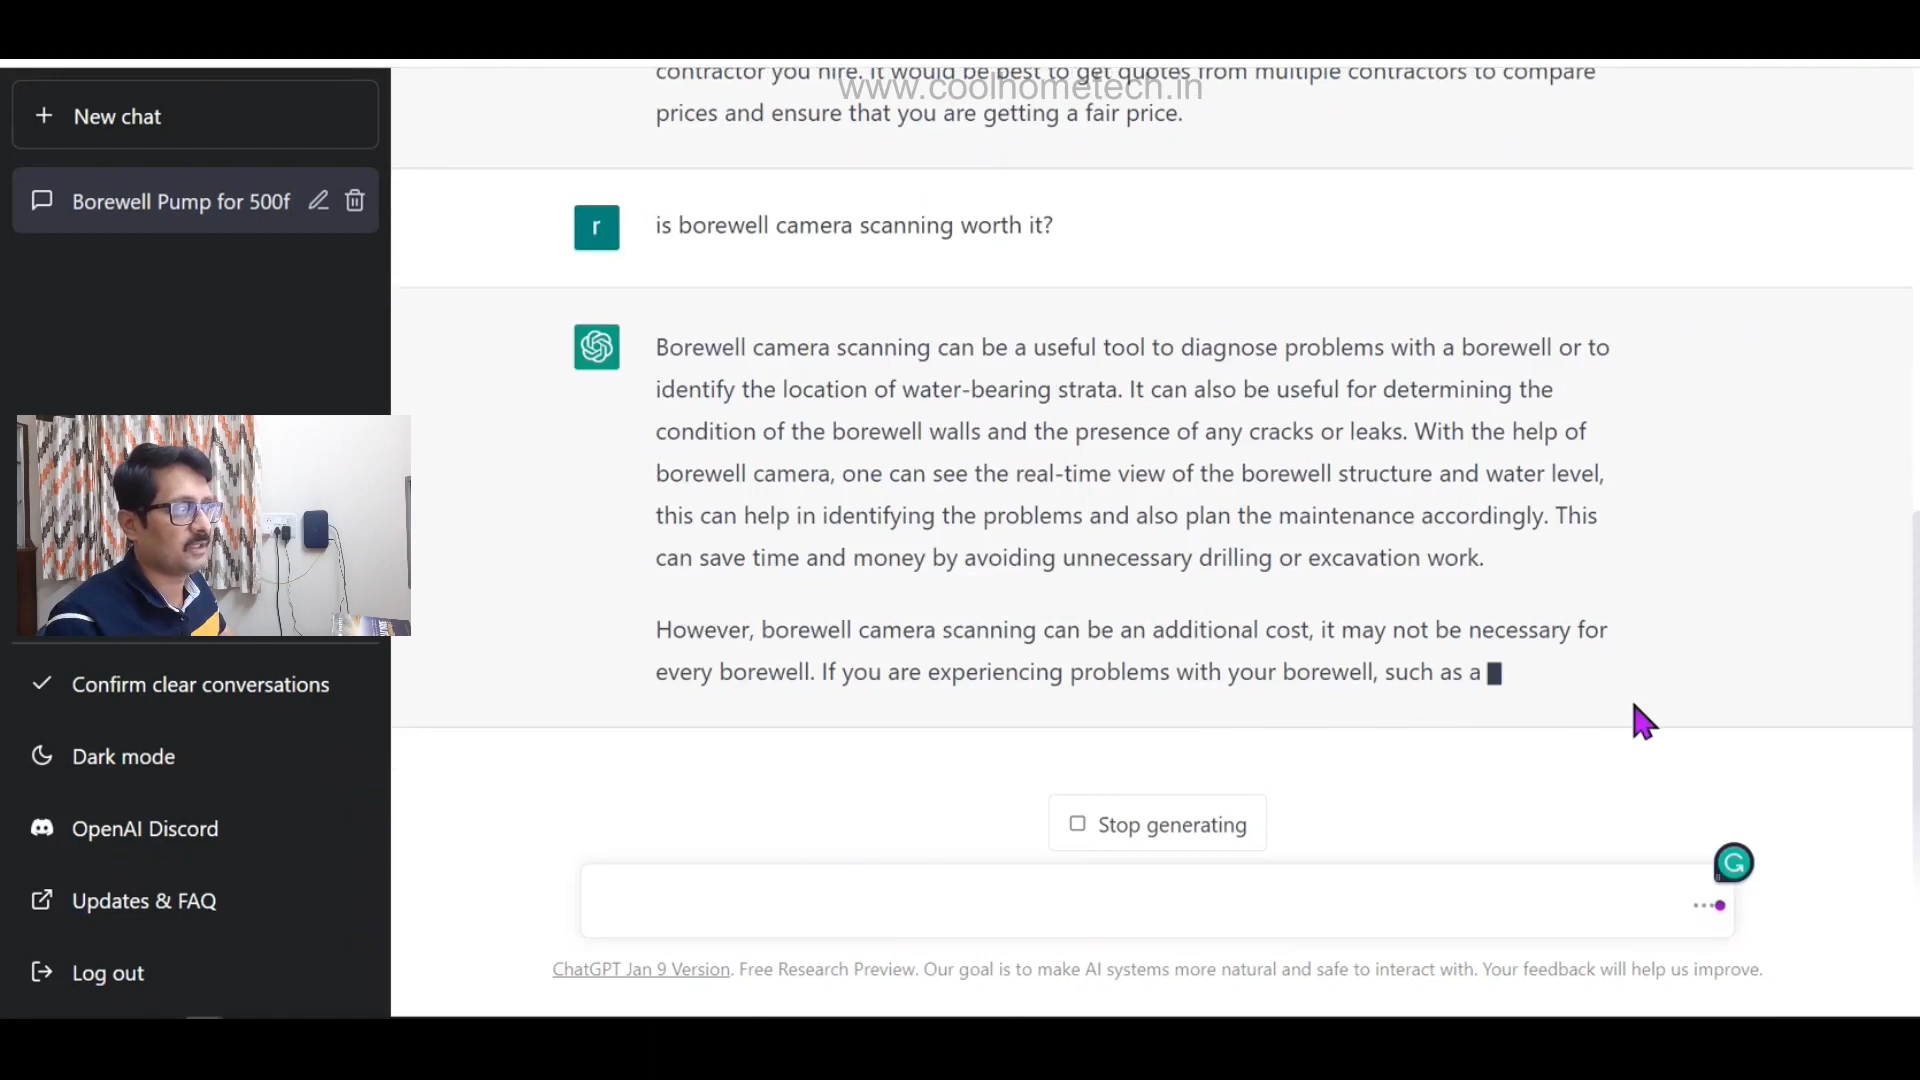 www.coolhometech.in
contractor you hire. It would be best to get quotes from multiple contractors to compare
prices and ensure that you are getting a fair price.
New chat
Borewell Pump for 500f
r
is borewell camera scanning worth it?
Borewell camera scanning can be a useful tool to diagnose problems with a borewell or to
identify the location of water-bearing strata. It can also be useful for determining the
condition of the borewell walls and the presence of any cracks or leaks. With the help of
borewell camera, one can see the real-time view of the borewell structure and water level,
this can help in identifying the problems and also plan the maintenance accordingly. This
can save time and money by avoiding unnecessary drilling or excavation work.
However, borewell camera scanning can be an additional cost, it may not be necessary for
every borewell. If you are experiencing problems with your borewell, such as a
Confirm clear conversations
Dark mode
OpenAI Discord
Updates & FAQ
Log out
Stop generating
ChatGPT Jan 9 Version. Free Research Preview. Our goal is to make AI systems more natural and safe to interact with. Your feedback will help us improve.